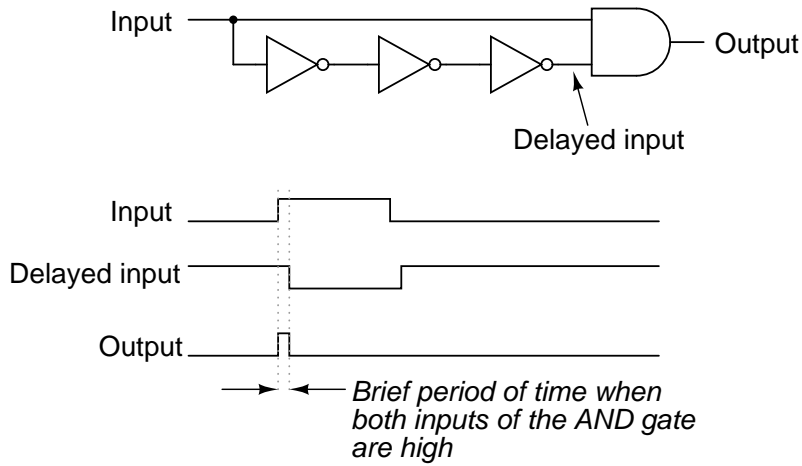 Input
Output
Delayed input
Input
Delayed input
Output
Brief period of time when
both inputs of the AND gate
are high